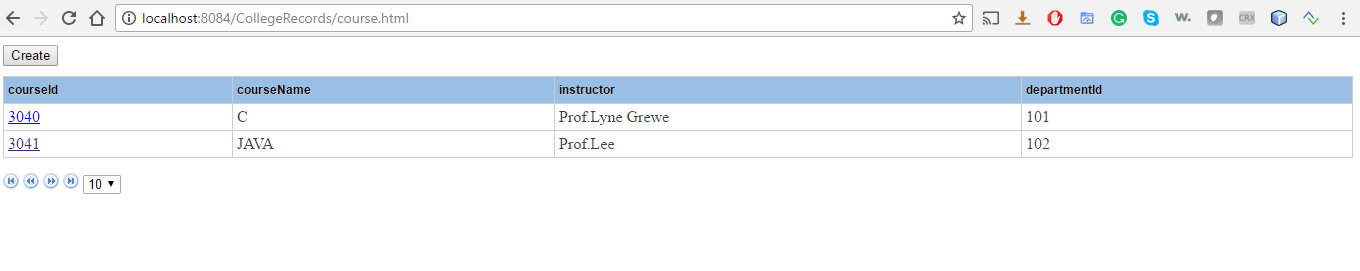 localhost:8084/CollegeRecords/course.html
w.
CRX
Create
courseId courseName instructor departmentId
3040 C Prof.Lyne Grewe 101
3041 JAVA Prof.Lee 102
10